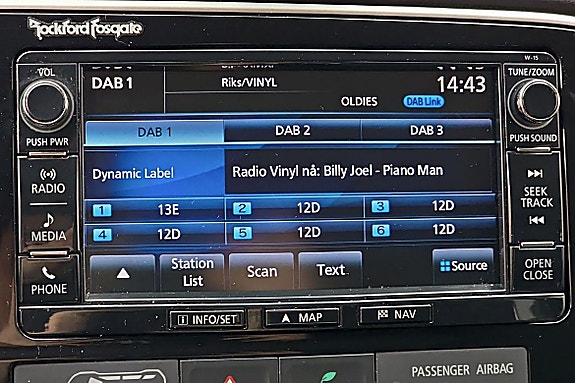 Rockford Fosgate
W-15
VOL
TUNE/ZOOM
DAB 1
Riks/VINYL
14:43
OLDIES
DAB Link
PUSH PWR
PUSH SOUND
DAB 1
DAB 2
DAB 3
Dynamic Label
Radio Vinyl nå: Billy Joel - Piano Man
RADIO
SEEK
TRACK
1 13E
2 12D
3 12D
MEDIA
4 12D
5 12D
6 12D
PHONE
▲
Station
List
Scan
Text
Source
OPEN
CLOSE
i INFO/SET
MAP
NAV
PASSENGER AIRBAG